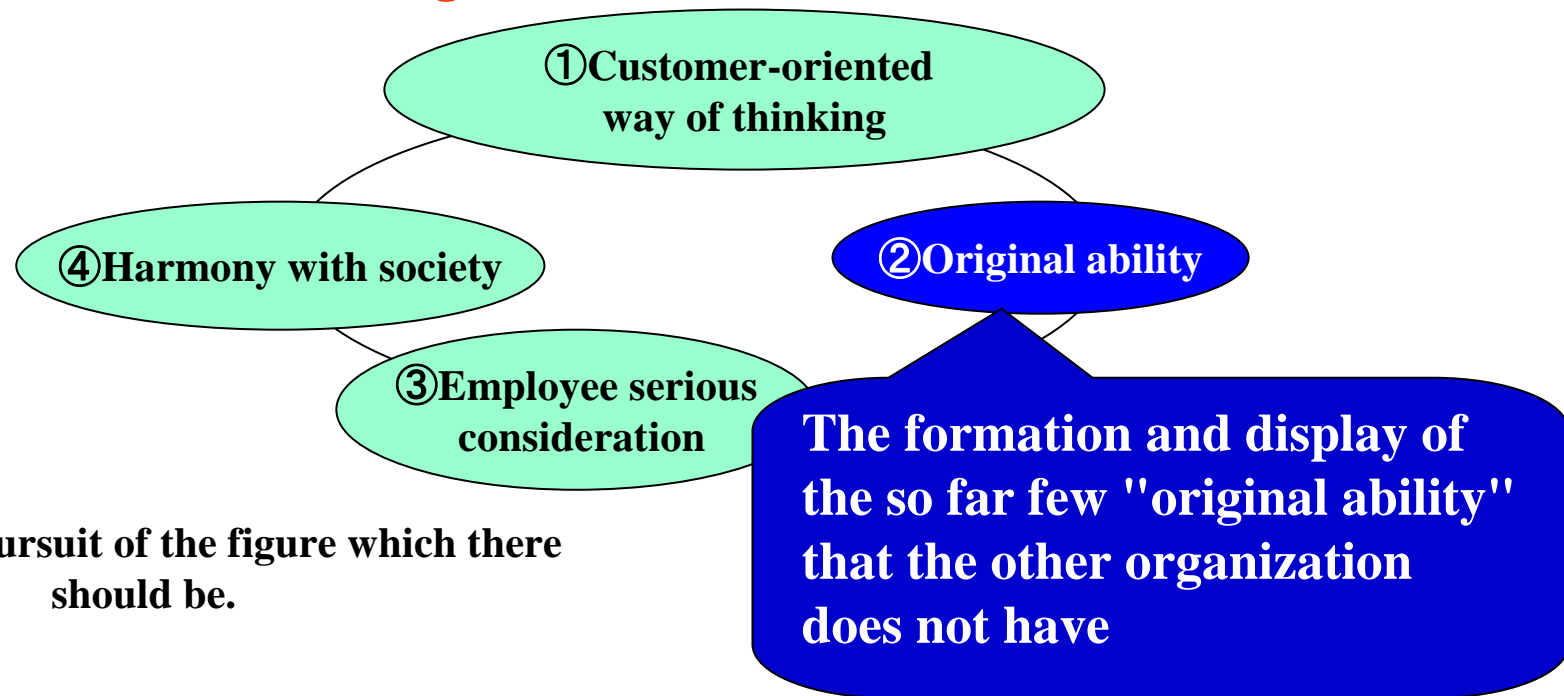 ①Customer-oriented
way of thinking
④Harmony with society
②Original ability
③Employee serious
consideration
The formation and display of
the so far few "original ability"
that the other organization
does not have
ursuit of the figure which there
should be.